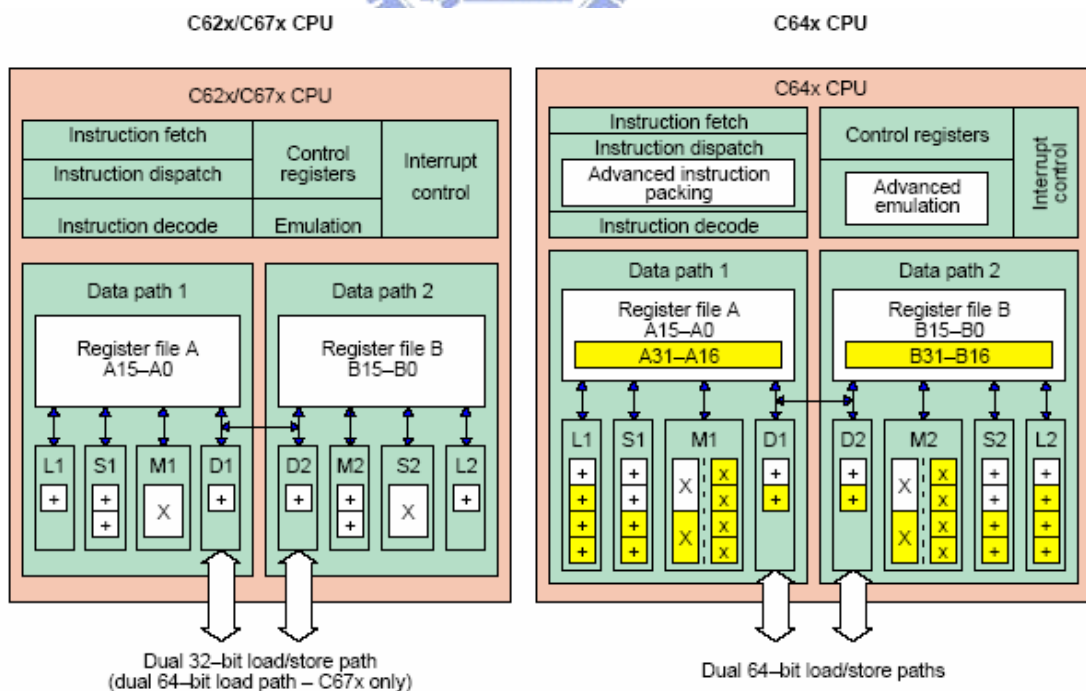 C62x/C67x CPU
C64x CPU
C62x/C67x CPU
Instruction fetch
Instruction dispatch
Instruction decode
Control
registers
Emulation
Interrupt
control
Data path 1
Register file A
A15–A0
Data path 2
Register file B
B15–B0
L1
+
S1
+
+
M1
X
D1
+
D2
+
M2
+
+
S2
X
L2
+
Dual 32–bit load/store path
(dual 64–bit load path – C67x only)
C64x CPU
Instruction fetch
Instruction dispatch
Advanced instruction
packing
Instruction decode
Control registers
Advanced
emulation
Interrupt
control
Data path 1
Register file A
A15–A0
A31–A16
Data path 2
Register file B
B15–B0
B31–B16
L1
+
+
+
+
S1
+
+
+
+
M1
X
X
X
X
X
X
D1
+
+
D2
+
+
M2
X
X
X
X
X
X
S2
+
+
+
+
L2
+
+
+
+
Dual 64–bit load/store paths